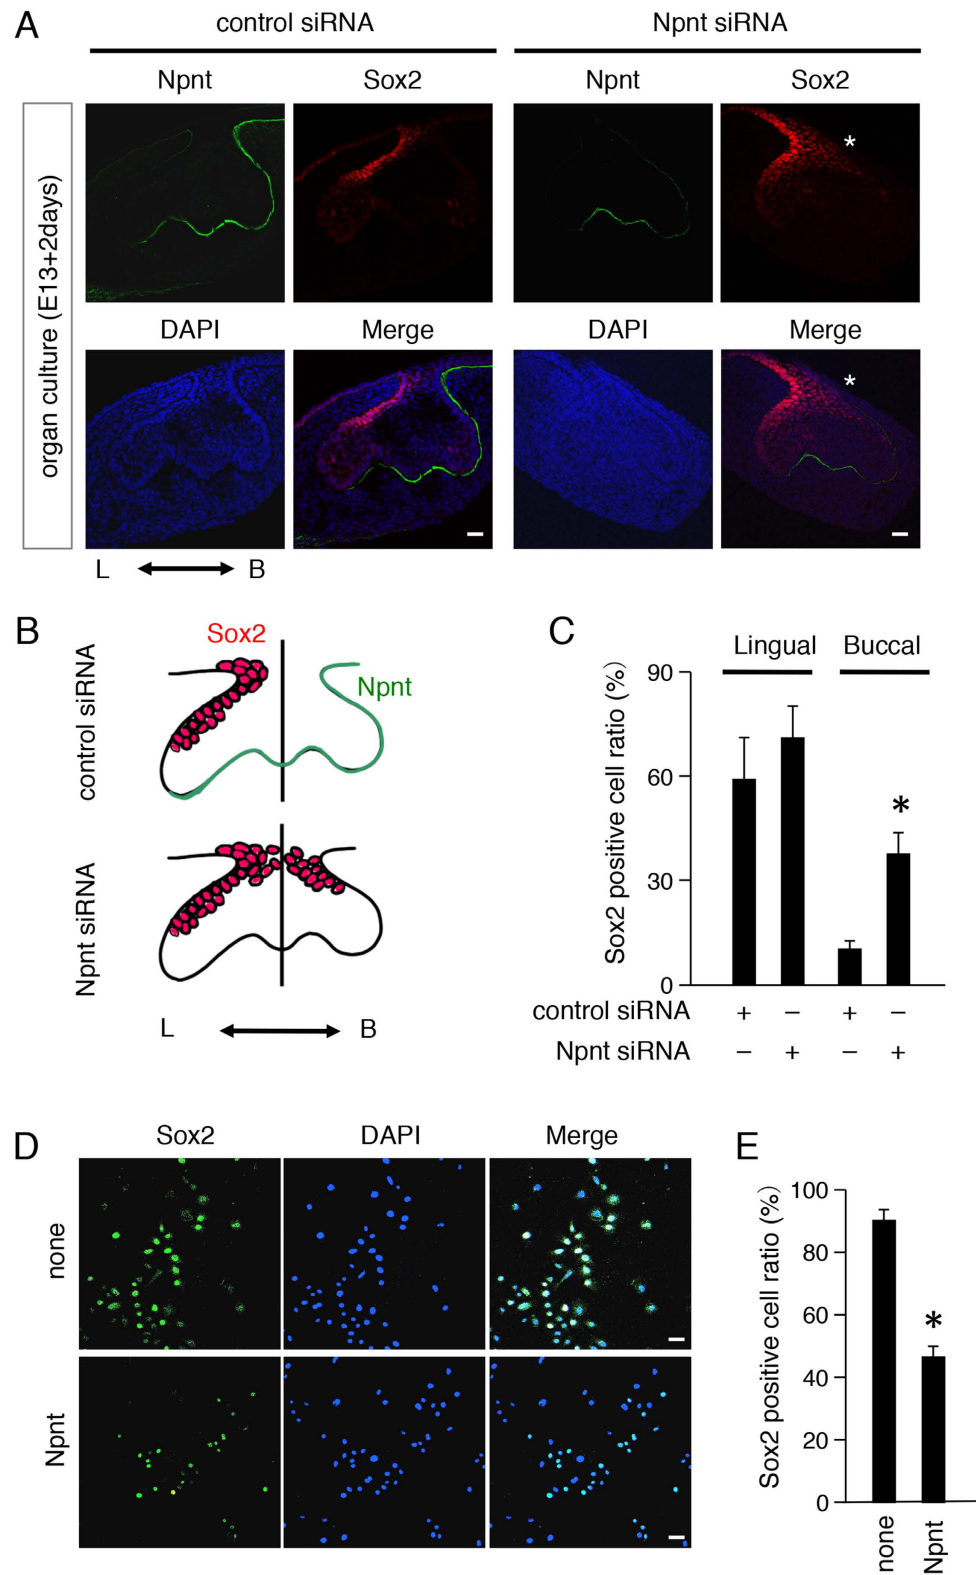 A
control siRNA
Npnt siRNA
Npnt
Sox2
Npnt
Sox2
*
organ culture (E13+2days)
DAPI
Merge
DAPI
Merge
*
L
B
B
control siRNA
Sox2
Npnt
Npnt siRNA
L
B
C
Lingual
Buccal
Sox2 positive cell ratio (%)
90
60
30
0
*
control siRNA + − + −
Npnt siRNA − + − +
D
Sox2
DAPI
Merge
none
Npnt
E
Sox2 positive cell ratio (%)
100
80
60
40
20
0
*
none
Npnt